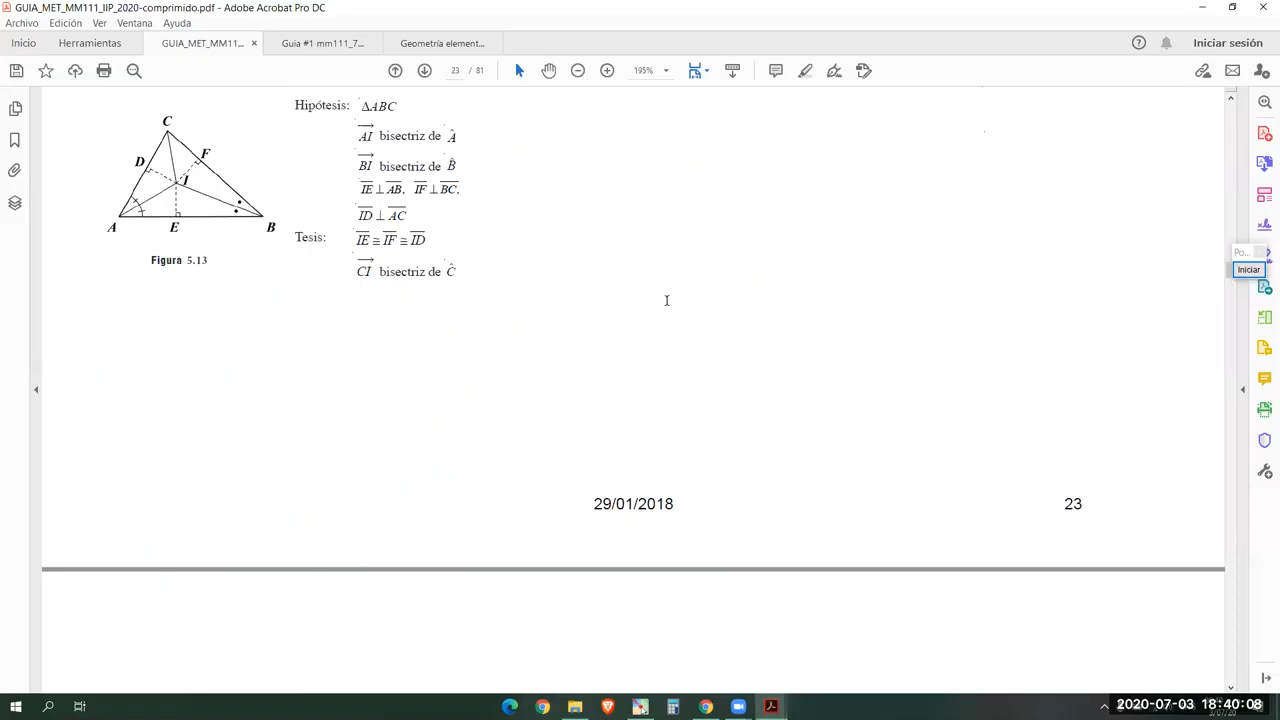 GUIA_MET_MM111_IIP_2020-comprimido.pdf - Adobe Acrobat Pro DC
Archivo Edición Ver Ventana Ayuda
Inicio Herramientas GUIA_MET_MM11... × Guia #1 mm111_7... Geometría element... Iniciar sesión
23 / 81 195%
Hipótesis: ΔABC
AI bisectriz de Â
BI bisectriz de B̂
IE ⊥ AB, IF ⊥ BC,
ID ⊥ AC
Tesis: IE ≅ IF ≅ ID
CI bisectriz de Ĉ
C
D
F
I
A
E
B
Figura 5.13
Po...
Iniciar
29/01/2018
23
2020-07-03 18:40:08